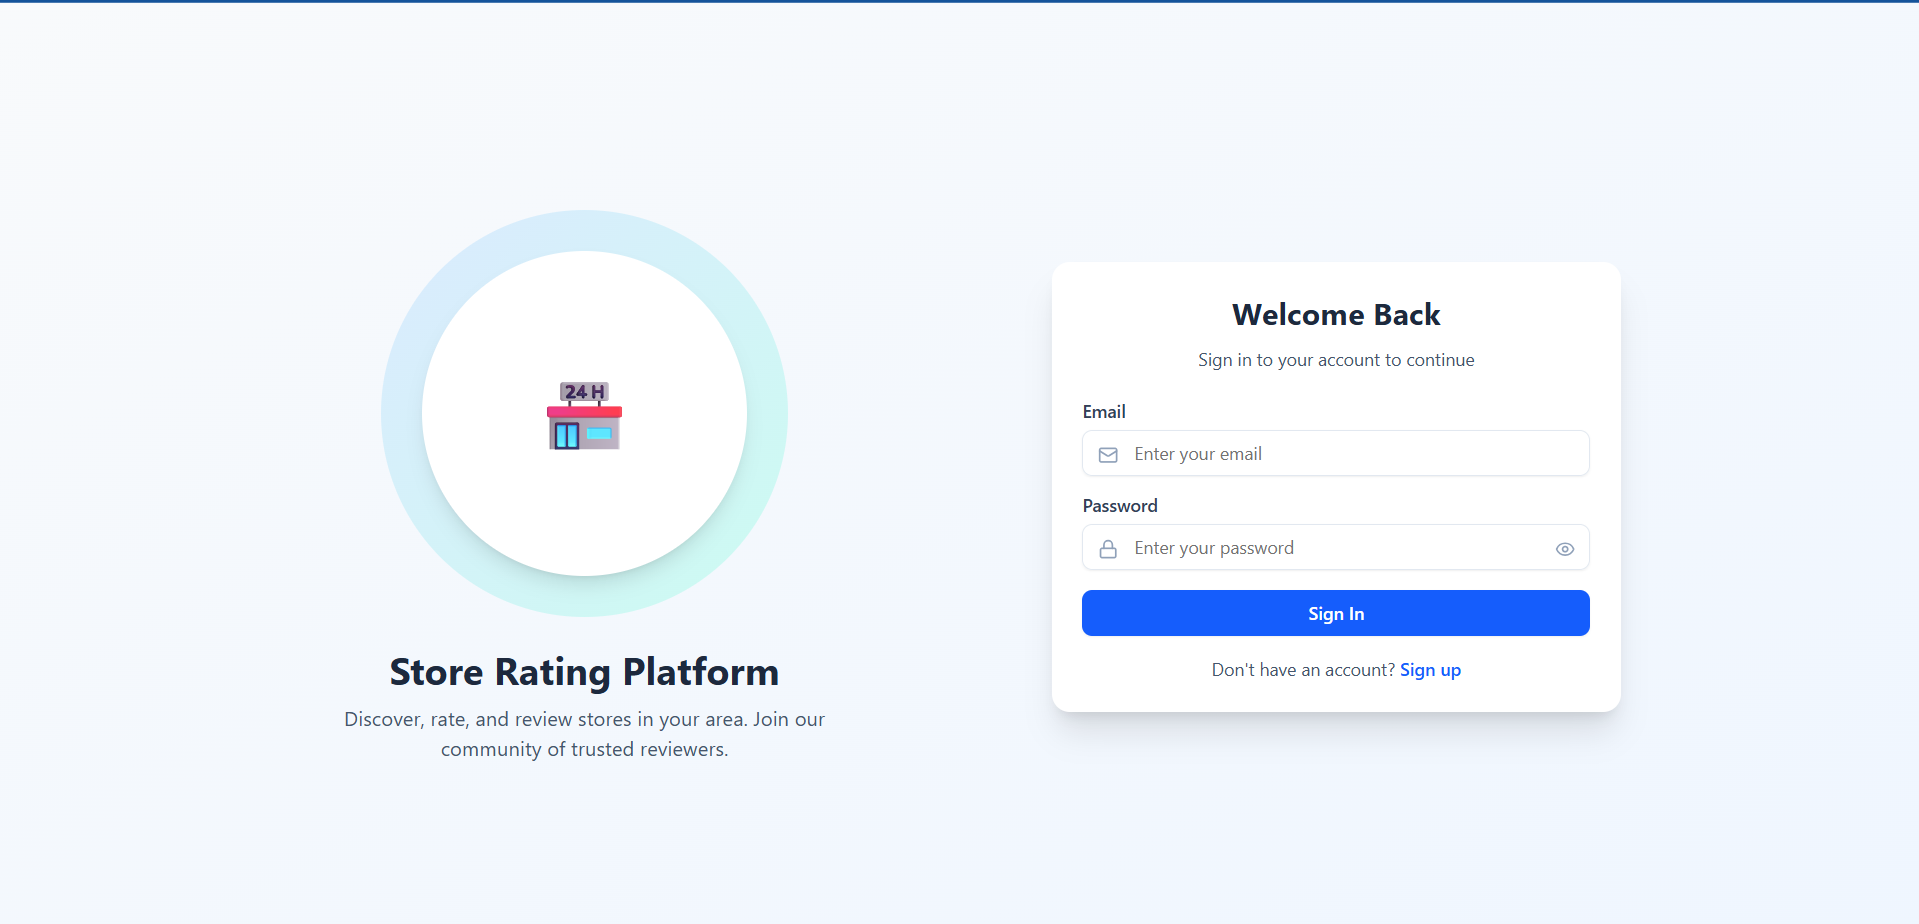 24 H
Store Rating Platform
Discover, rate, and review stores in your area. Join our
community of trusted reviewers.
Welcome Back
Sign in to your account to continue
Email
Enter your email
Password
Enter your password
Sign In
Don't have an account? Sign up